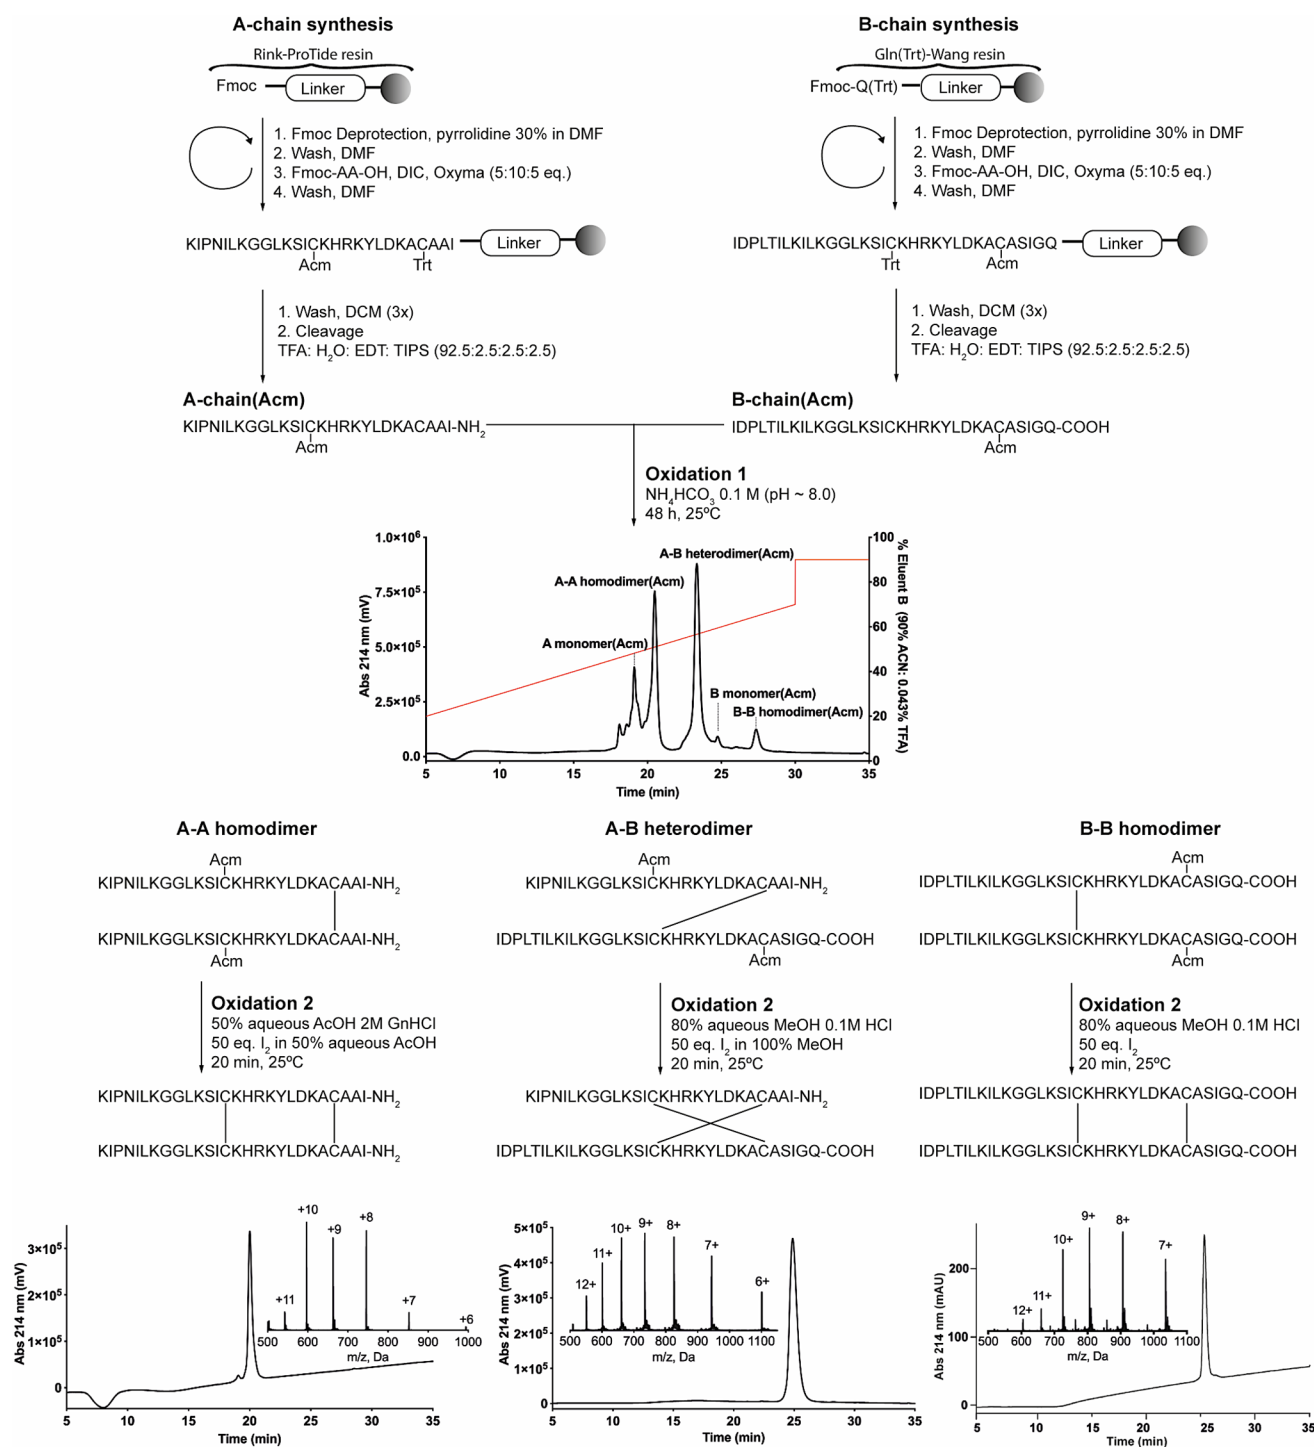 A-chain synthesis
Rink-ProTide resin
Fmoc
Linker
1. Fmoc Deprotection, pyrrolidine 30% in DMF
2. Wash, DMF
3. Fmoc-AA-OH, DIC, Oxyma (5:10:5 eq.)
4. Wash, DMF
KIPNILKGGLKSICKHRKYLDKACAAI
Linker
Acm
Trt
1. Wash, DCM (3x)
2. Cleavage
TFA: H2O: EDT: TIPS (92.5:2.5:2.5:2.5)
A-chain(Acm)
KIPNILKGGLKSICKHRKYLDKACAAI-NH2
Acm
B-chain synthesis
Gln(Trt)-Wang resin
Fmoc-Q(Trt)
Linker
1. Fmoc Deprotection, pyrrolidine 30% in DMF
2. Wash, DMF
3. Fmoc-AA-OH, DIC, Oxyma (5:10:5 eq.)
4. Wash, DMF
IDPLTILKILKGGLKSICKHRKYLDKACASIGQ
Linker
Trt
Acm
1. Wash, DCM (3x)
2. Cleavage
TFA: H2O: EDT: TIPS (92.5:2.5:2.5:2.5)
B-chain(Acm)
IDPLTILKILKGGLKSICKHRKYLDKACASIGQ-COOH
Acm
Oxidation 1
NH4HCO3 0.1 M (pH ~ 8.0)
48 h, 25ºC
Abs 214 nm (mV)
1.0×10⁶
7.5×10⁵
5.0×10⁵
2.5×10⁵
0.0
A monomer(Acm)
A-A homodimer(Acm)
A-B heterodimer(Acm)
B monomer(Acm)
B-B homodimer(Acm)
100
80
60
40
20
0
% Eluent B (90% ACN: 0.043% TFA)
5 10 15 20 25 30 35
Time (min)
A-A homodimer
Acm
KIPNILKGGLKSICKHRKYLDKACAAI-NH2
KIPNILKGGLKSICKHRKYLDKACAAI-NH2
Acm
Oxidation 2
50% aqueous AcOH 2M GnHCl
50 eq. I2 in 50% aqueous AcOH
20 min, 25ºC
KIPNILKGGLKSICKHRKYLDKACAAI-NH2
KIPNILKGGLKSICKHRKYLDKACAAI-NH2
A-B heterodimer
Acm
KIPNILKGGLKSICKHRKYLDKACAAI-NH2
IDPLTILKILKGGLKSICKHRKYLDKACASIGQ-COOH
Acm
Oxidation 2
80% aqueous MeOH 0.1M HCl
50 eq. I2 in 100% MeOH
20 min, 25ºC
KIPNILKGGLKSICKHRKYLDKACAAI-NH2
IDPLTILKILKGGLKSICKHRKYLDKACASIGQ-COOH
B-B homodimer
Acm
IDPLTILKILKGGLKSICKHRKYLDKACASIGQ-COOH
IDPLTILKILKGGLKSICKHRKYLDKACASIGQ-COOH
Acm
Oxidation 2
80% aqueous MeOH 0.1M HCl
50 eq. I2
20 min, 25ºC
IDPLTILKILKGGLKSICKHRKYLDKACASIGQ-COOH
IDPLTILKILKGGLKSICKHRKYLDKACASIGQ-COOH
Abs 214 nm (mV)
3×10⁵
2×10⁵
1×10⁵
0
+11 +10 +9 +8 +7 +6
500 600 700 800 900 1000
m/z, Da
5 10 15 20 25 30 35
Time (min)
Abs 214 nm (mV)
5×10⁵
4×10⁵
3×10⁵
2×10⁵
1×10⁵
0
12+ 11+ 10+ 9+ 8+ 7+ 6+
500 600 700 800 900 1000 1100
m/z, Da
5 10 15 20 25 30 35
Time (min)
Abs 214 nm (mAU)
200
100
0
12+ 11+ 10+ 9+ 8+ 7+
500 600 700 800 900 1000 1100
m/z, Da
5 10 15 20 25 30 35
Time (min)